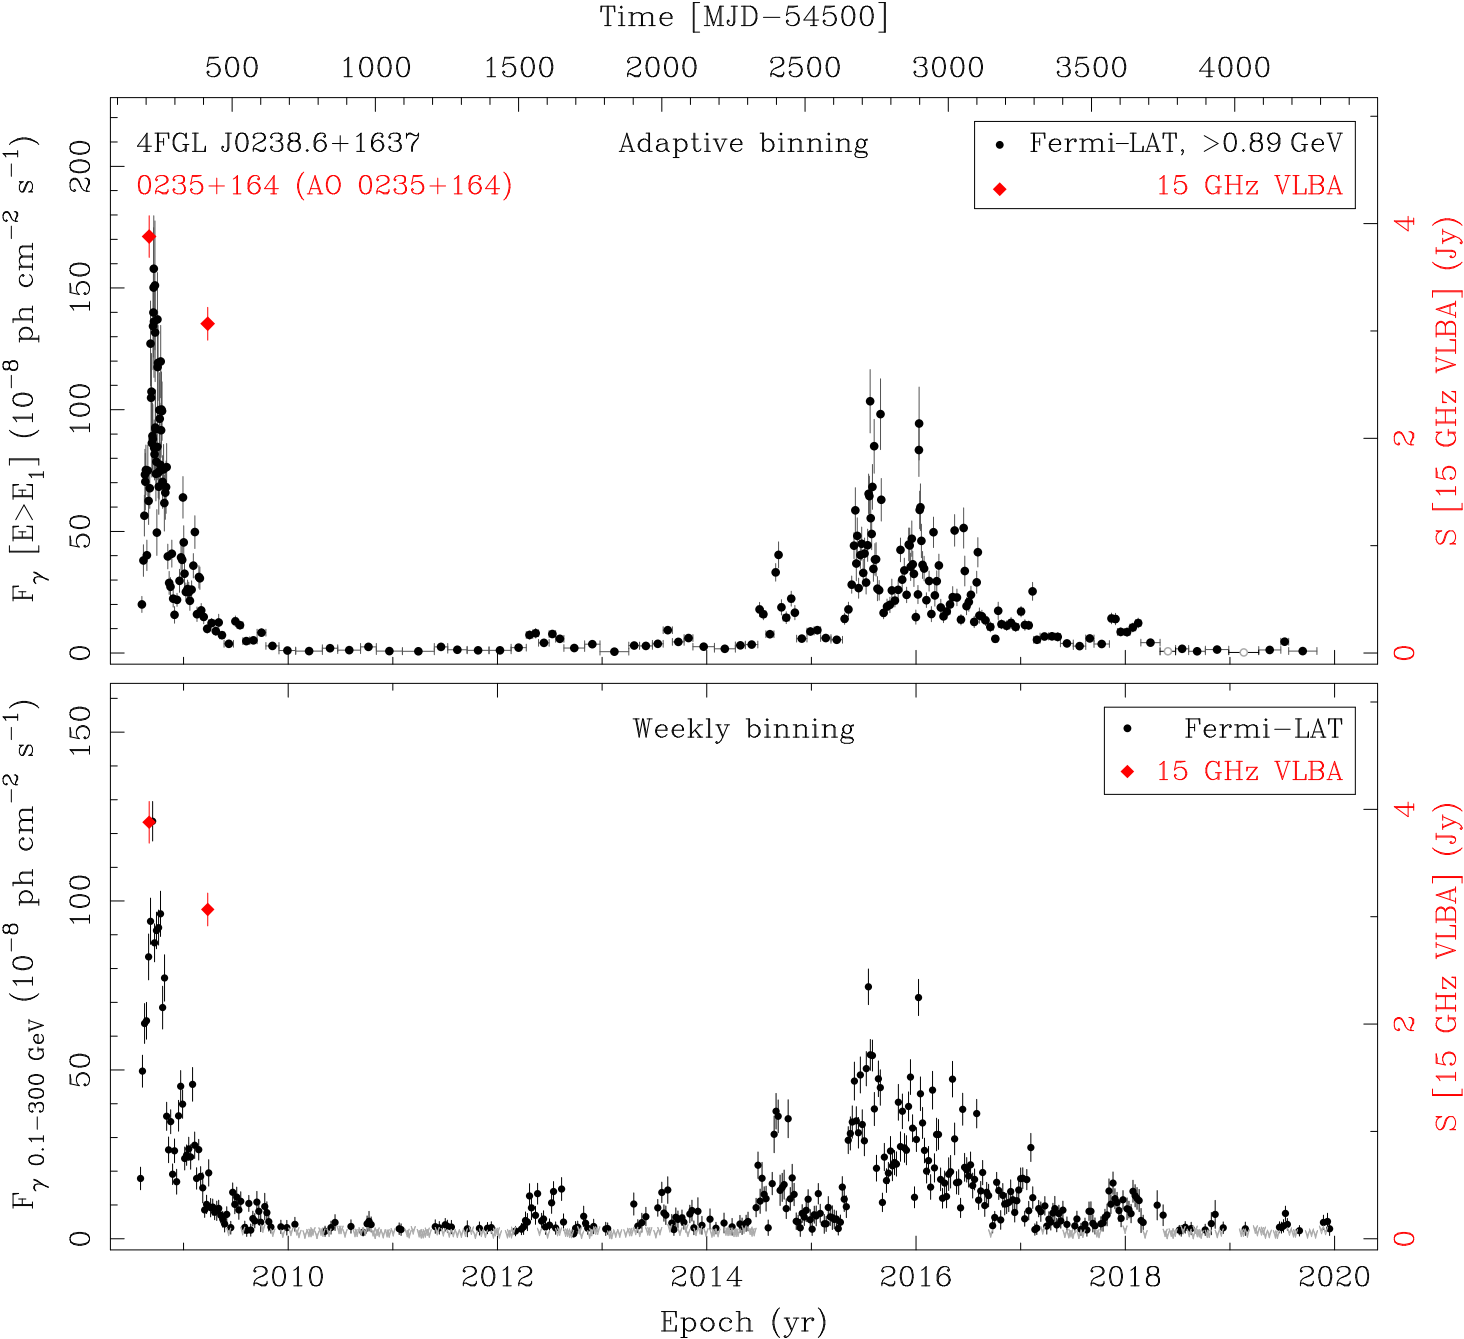 Time [MJD−54500]
500 1000 1500 2000 2500 3000 3500 4000
4FGL J0238.6+1637
0235+164 (AO 0235+164)
Adaptive binning
Fermi−LAT, >0.89 GeV
15 GHz VLBA
Fγ [E>E1] (10−8 ph cm−2 s−1)
200
150
100
50
0
4
2
0
S [15 GHz VLBA] (Jy)
Weekly binning
Fermi−LAT
15 GHz VLBA
Fγ 0.1−300 GeV (10−8 ph cm−2 s−1)
150
100
50
0
4
2
0
S [15 GHz VLBA] (Jy)
2010 2012 2014 2016 2018 2020
Epoch (yr)